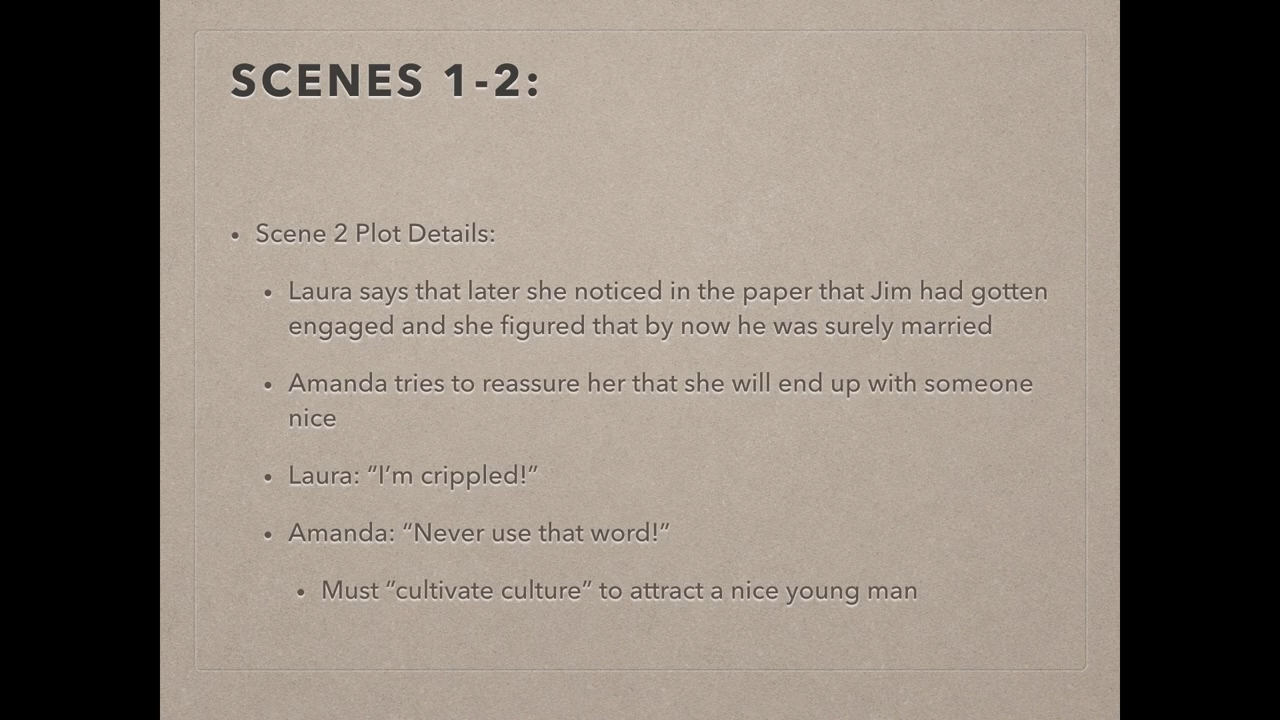 SCENES 1-2:
• Scene 2 Plot Details:
• Laura says that later she noticed in the paper that Jim had gotten
engaged and she figured that by now he was surely married
• Amanda tries to reassure her that she will end up with someone
nice
• Laura: “I’m crippled!”
• Amanda: “Never use that word!”
• Must “cultivate culture” to attract a nice young man